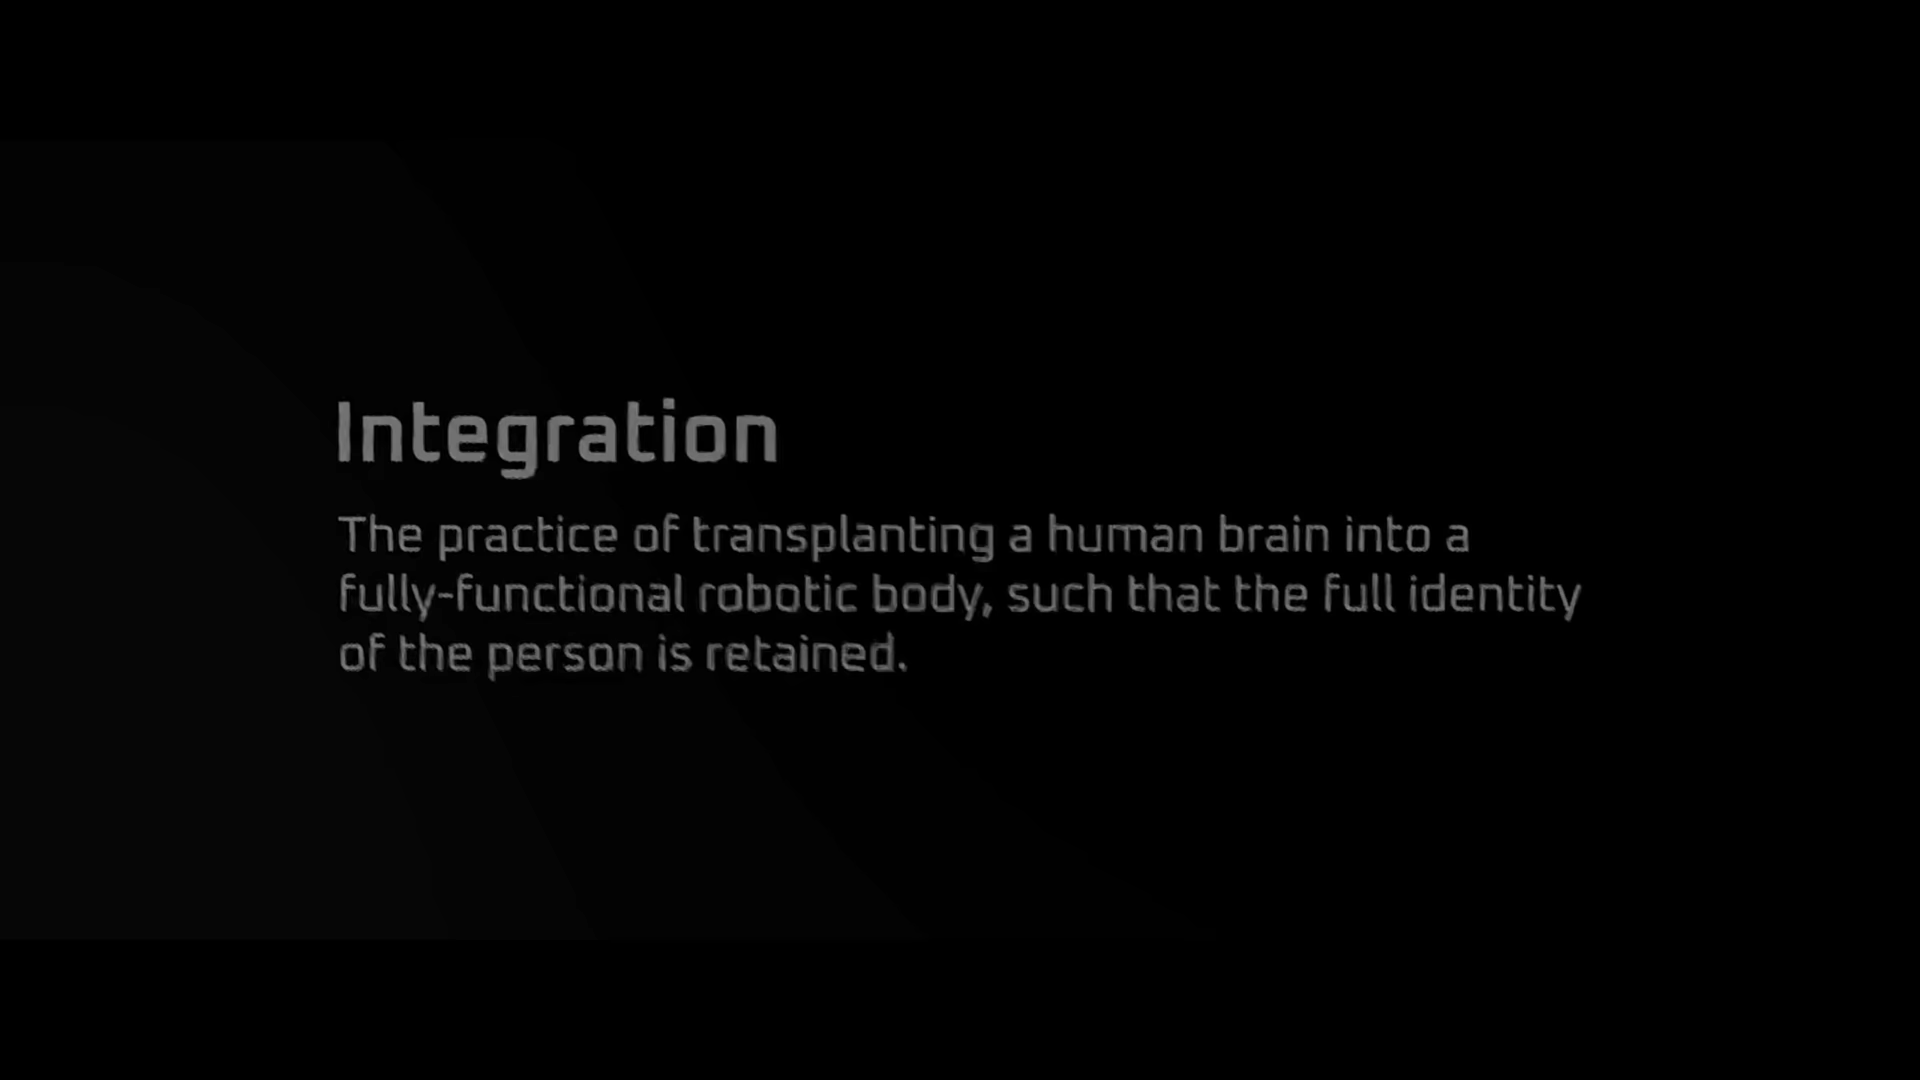 Integration
The practice of transplanting a human brain into a
fully-functional robotic body, such that the full identity
of the person is retained.